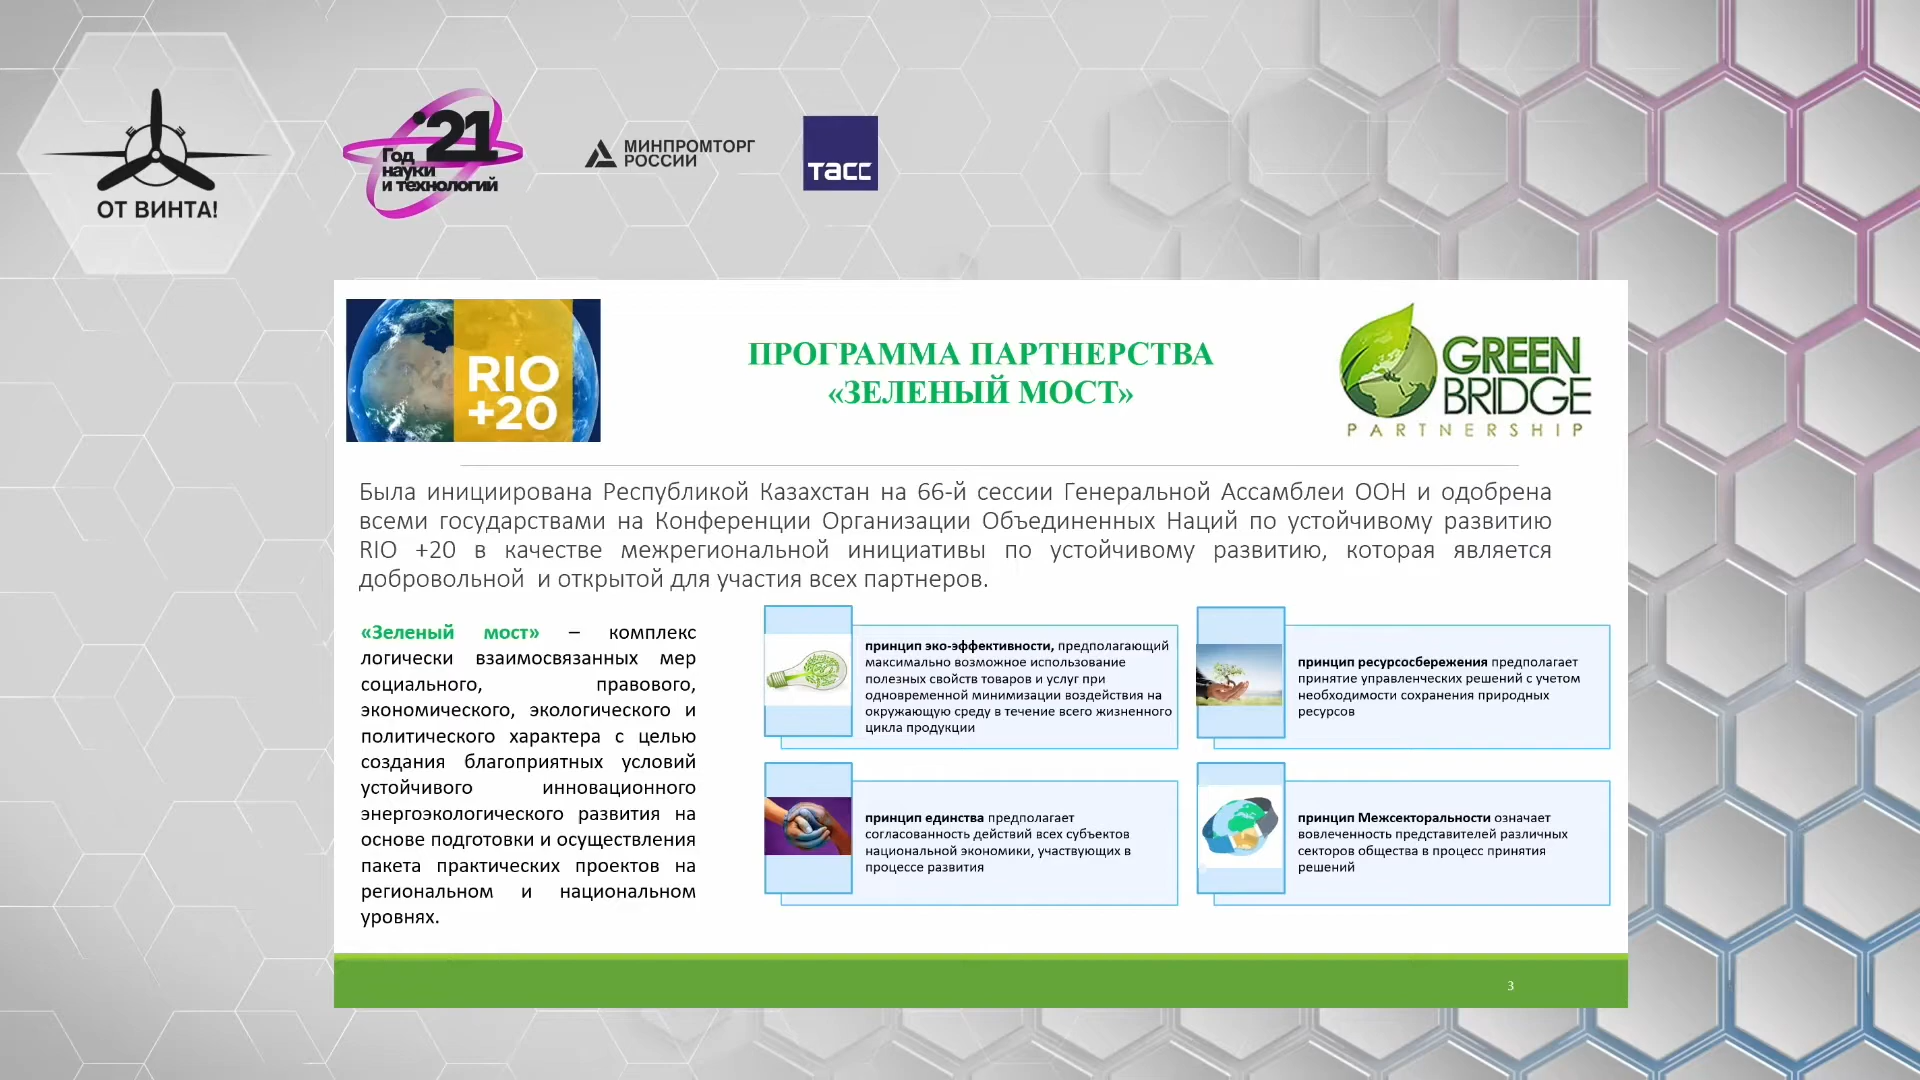 ОТ ВИНТА!
'21
Год
науки
и технологий
МИНПРОМТОРГ
РОССИИ
ТАСС
RIO
+20
ПРОГРАММА ПАРТНЕРСТВА
«ЗЕЛЕНЫЙ МОСТ»
GREEN
BRIDGE
PARTNERSHIP
Была инициирована Республикой Казахстан на 66-й сессии Генеральной Ассамблеи ООН и одобрена
всеми государствами на Конференции Организации Объединенных Наций по устойчивому развитию
RIO +20 в качестве межрегиональной инициативы по устойчивому развитию, которая является
добровольной и открытой для участия всех партнеров.
«Зеленый мост» – комплекс
логически взаимосвязанных мер
социального, правового,
экономического, экологического и
политического характера с целью
создания благоприятных условий
устойчивого инновационного
энергоэкологического развития на
основе подготовки и осуществления
пакета практических проектов на
региональном и национальном
уровнях.
принцип эко-эффективности, предполагающий
максимально возможное использование
полезных свойств товаров и услуг при
одновременной минимизации воздействия на
окружающую среду в течение всего жизненного
цикла продукции
принцип ресурсосбережения предполагает
принятие управленческих решений с учетом
необходимости сохранения природных
ресурсов
принцип единства предполагает
согласованность действий всех субъектов
национальной экономики, участвующих в
процессе развития
принцип Межсекторальности означает
вовлеченность представителей различных
секторов общества в процесс принятия
решений
3